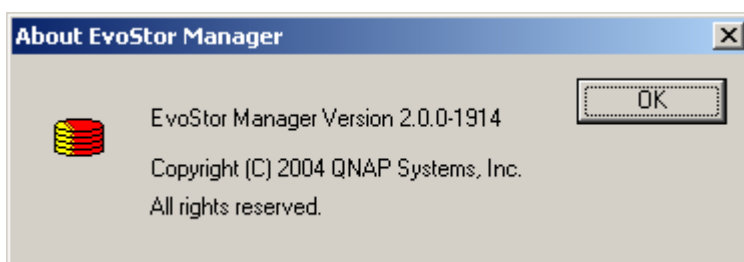 About EvoStor Manager
OK
EvoStor Manager Version 2.0.0-1914
Copyright (C) 2004 QNAP Systems, Inc.
All rights reserved.